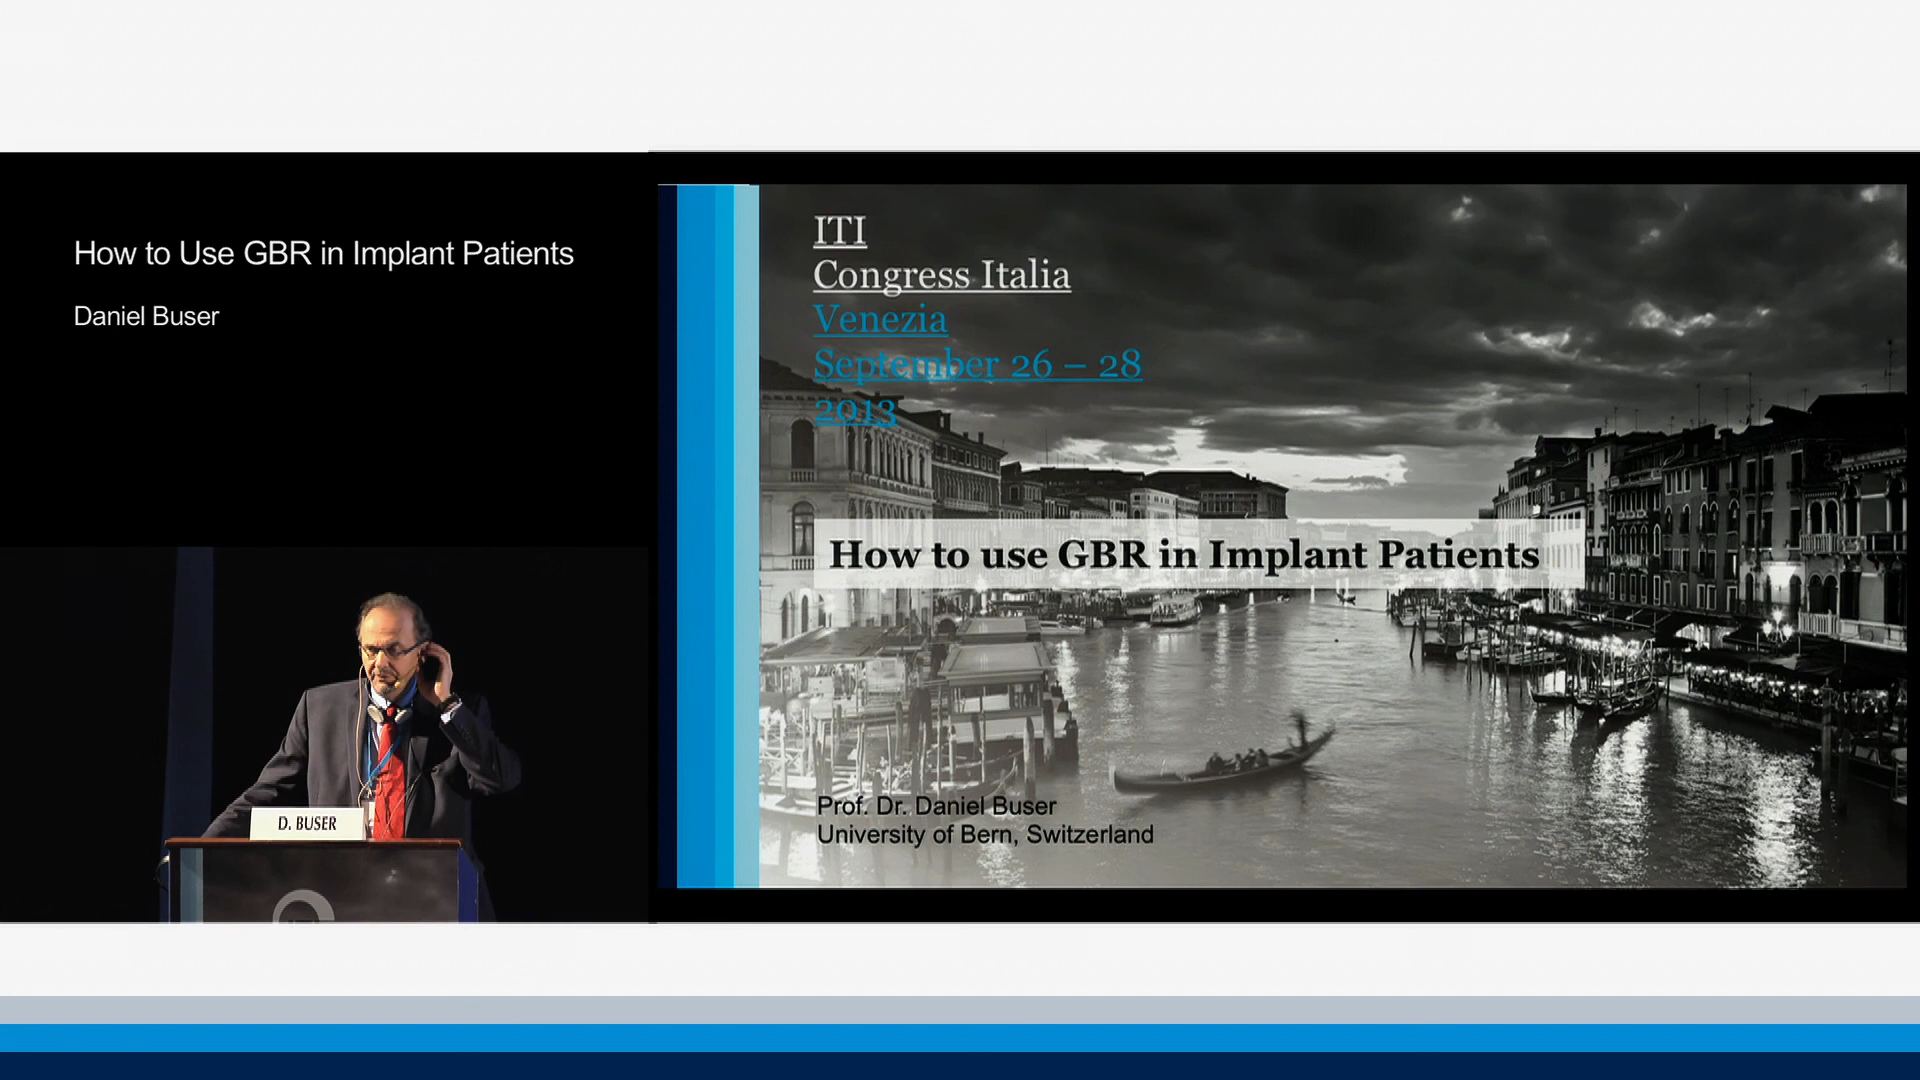 How to Use GBR in Implant Patients
Daniel Buser
D. BUSER
ITI
Congress Italia
Venezia
September 26 – 28
2013
How to use GBR in Implant Patients
Prof. Dr. Daniel Buser
University of Bern, Switzerland